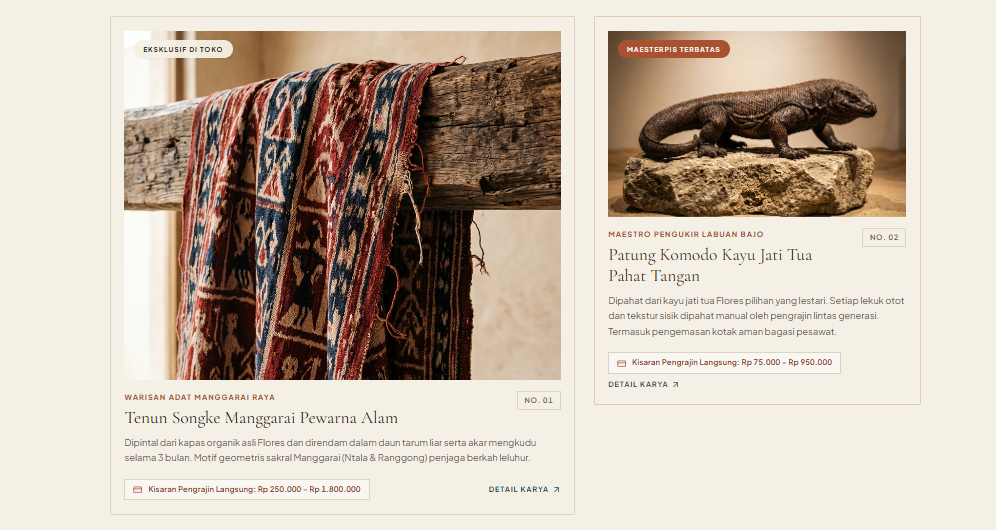 EKSKLUSIF DI TOKO
WARISAN ADAT MANGGARAI RAYA
NO. 01
Tenun Songke Manggarai Pewarna Alam
Dipintal dari kapas organik asli Flores dan direndam dalam daun tarum liar serta akar mengkudu
selama 3 bulan. Motif geometris sakral Manggarai (Ntala & Ranggong) penjaga berkah leluhur.
Kisaran Pengrajin Langsung: Rp 250.000 – Rp 1.800.000
DETAIL KARYA
MAESTERPIS TERBATAS
MAESTRO PENGUKIR LABUAN BAJO
NO. 02
Patung Komodo Kayu Jati Tua
Pahat Tangan
Dipahat dari kayu jati tua Flores pilihan yang lestari. Setiap lekuk otot
dan tekstur sisik dipahat manual oleh pengrajin lintas generasi.
Termasuk pengemasan kotak aman bagasi pesawat.
Kisaran Pengrajin Langsung: Rp 75.000 – Rp 950.000
DETAIL KARYA